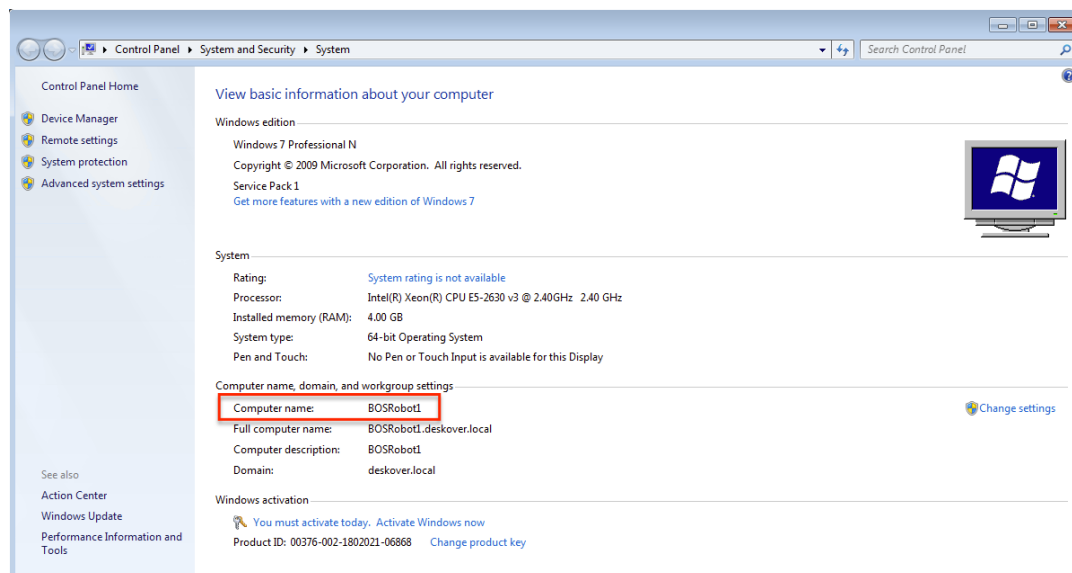 Control Panel ▸ System and Security ▸ System
Search Control Panel
Control Panel Home
Device Manager
Remote settings
System protection
Advanced system settings
See also
Action Center
Windows Update
Performance Information and
Tools
View basic information about your computer
Windows edition
Windows 7 Professional N
Copyright © 2009 Microsoft Corporation. All rights reserved.
Service Pack 1
Get more features with a new edition of Windows 7
System
Rating: System rating is not available
Processor: Intel(R) Xeon(R) CPU E5-2630 v3 @ 2.40GHz 2.40 GHz
Installed memory (RAM): 4.00 GB
System type: 64-bit Operating System
Pen and Touch: No Pen or Touch Input is available for this Display
Computer name, domain, and workgroup settings
Computer name: BOSRobot1
Change settings
Full computer name: BOSRobot1.deskover.local
Computer description: BOSRobot1
Domain: deskover.local
Windows activation
You must activate today. Activate Windows now
Product ID: 00376-002-1802021-06868 Change product key